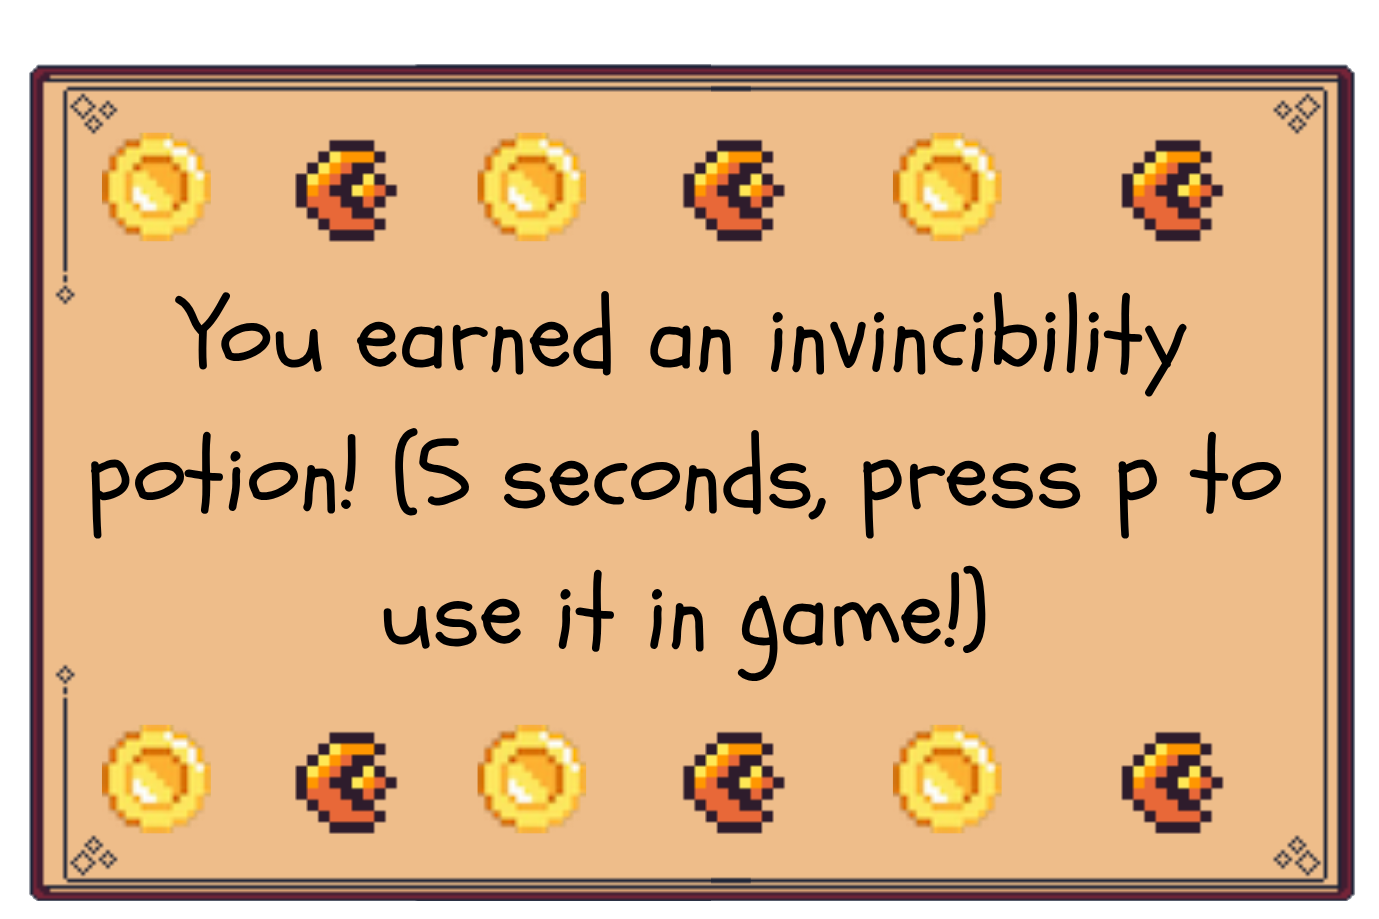 You earned an invincibility
potion! (5 seconds, press p to
use it in game!)